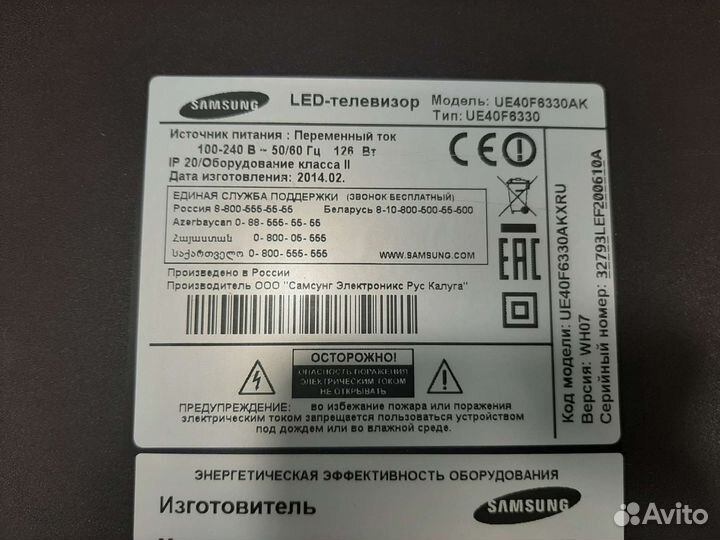 SAMSUNG LED-телевизор Модель: UE40F6330AK
Тип: UE40F6330
Источник питания : Переменный ток
100-240 В ~ 50/60 Гц 126 Вт
IP 20/Оборудование класса II
Дата изготовления: 2014.02.
ЕДИНАЯ СЛУЖБА ПОДДЕРЖКИ (ЗВОНОК БЕСПЛАТНЫЙ)
Россия 8-800-555-55-55 Беларусь 8-10-800-500-55-500
Azerbaycan 0- 88- 555- 55- 55
Հայաստան 0- 800- 05- 555
საქართველო 0- 800- 555- 555 WWW.SAMSUNG.COM
Произведено в России
Производитель ООО "Самсунг Электроникс Рус Калуга"
CE
EAC
Код модели: UE40F6330AKXRU
Версия: WH07
Серийный номер: 32793LEF200610A
ОСТОРОЖНО!
ОПАСНОСТЬ ПОРАЖЕНИЯ
ЭЛЕКТРИЧЕСКИМ ТОКОМ
НЕ ОТКРЫВАТЬ
ПРЕДУПРЕЖДЕНИЕ: во избежание пожара или поражения
электрическим током запрещается пользоваться устройством
под дождем или во влажной среде.
ЭНЕРГЕТИЧЕСКАЯ ЭФФЕКТИВНОСТЬ ОБОРУДОВАНИЯ
Изготовитель SAMSUNG
Avito